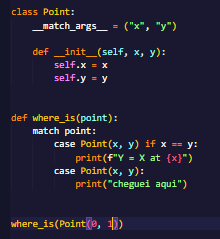 class Point:
    __match_args__ = ("x", "y")
    def __init__(self, x, y):
        self.x = x
        self.y = y
def where_is(point):
    match point:
        case Point(x, y) if x == y:
            print(f"Y = X at {x}")
        case Point(x, y):
            print("cheguei aqui")
where_is(Point(0, 1))